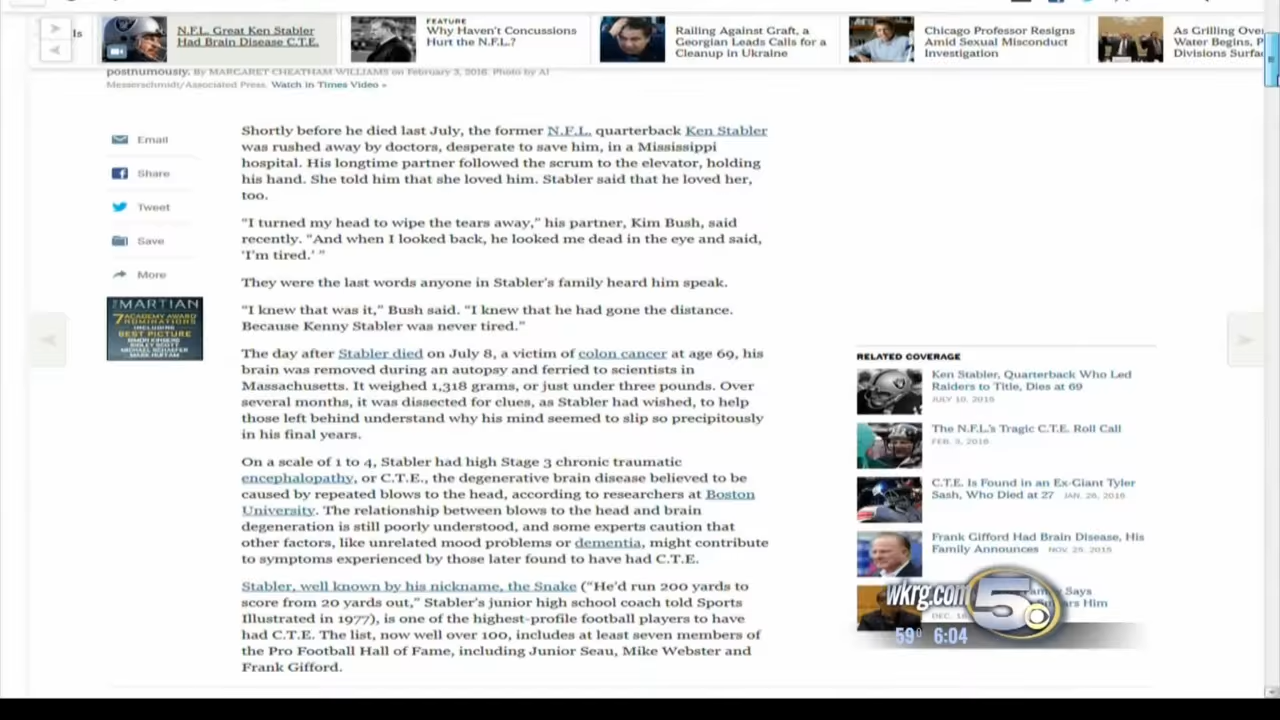 N.F.L. Great Ken Stabler
Had Brain Disease C.T.E.
FEATURE
Why Haven't Concussions
Hurt the N.F.L.?
Railing Against Graft, a
Georgian Leads Calls for a
Cleanup in Ukraine
Chicago Professor Resigns
Amid Sexual Misconduct
Investigation
As Grilling Over
Water Begins, P
Divisions Surfa
posthumously. By MARGARET CHEATHAM WILLIAMS on February 3, 2016. Photo by Al
Messerschmidt/Associated Press. Watch in Times Video »
Email
Share
Tweet
Save
More
THE MARTIAN
7 ACADEMY AWARD
NOMINATIONS
INCLUDING
BEST PICTURE
Shortly before he died last July, the former N.F.L. quarterback Ken Stabler
was rushed away by doctors, desperate to save him, in a Mississippi
hospital. His longtime partner followed the scrum to the elevator, holding
his hand. She told him that she loved him. Stabler said that he loved her,
too.
“I turned my head to wipe the tears away,” his partner, Kim Bush, said
recently. “And when I looked back, he looked me dead in the eye and said,
‘I’m tired.’ ”
They were the last words anyone in Stabler’s family heard him speak.
“I knew that was it,” Bush said. “I knew that he had gone the distance.
Because Kenny Stabler was never tired.”
The day after Stabler died on July 8, a victim of colon cancer at age 69, his
brain was removed during an autopsy and ferried to scientists in
Massachusetts. It weighed 1,318 grams, or just under three pounds. Over
several months, it was dissected for clues, as Stabler had wished, to help
those left behind understand why his mind seemed to slip so precipitously
in his final years.
On a scale of 1 to 4, Stabler had high Stage 3 chronic traumatic
encephalopathy, or C.T.E., the degenerative brain disease believed to be
caused by repeated blows to the head, according to researchers at Boston
University. The relationship between blows to the head and brain
degeneration is still poorly understood, and some experts caution that
other factors, like unrelated mood problems or dementia, might contribute
to symptoms experienced by those later found to have had C.T.E.
Stabler, well known by his nickname, the Snake (“He’d run 200 yards to
score from 20 yards out,” Stabler’s junior high school coach told Sports
Illustrated in 1977), is one of the highest-profile football players to have
had C.T.E. The list, now well over 100, includes at least seven members of
the Pro Football Hall of Fame, including Junior Seau, Mike Webster and
Frank Gifford.
RELATED COVERAGE
Ken Stabler, Quarterback Who Led
Raiders to Title, Dies at 69
JULY 10, 2015
The N.F.L.’s Tragic C.T.E. Roll Call
FEB. 3, 2016
C.T.E. Is Found in an Ex-Giant Tyler
Sash, Who Died at 27 JAN. 26, 2016
Frank Gifford Had Brain Disease, His
Family Announces NOV. 25, 2015
Says
Him
wkrg.com 5
59° 6:04